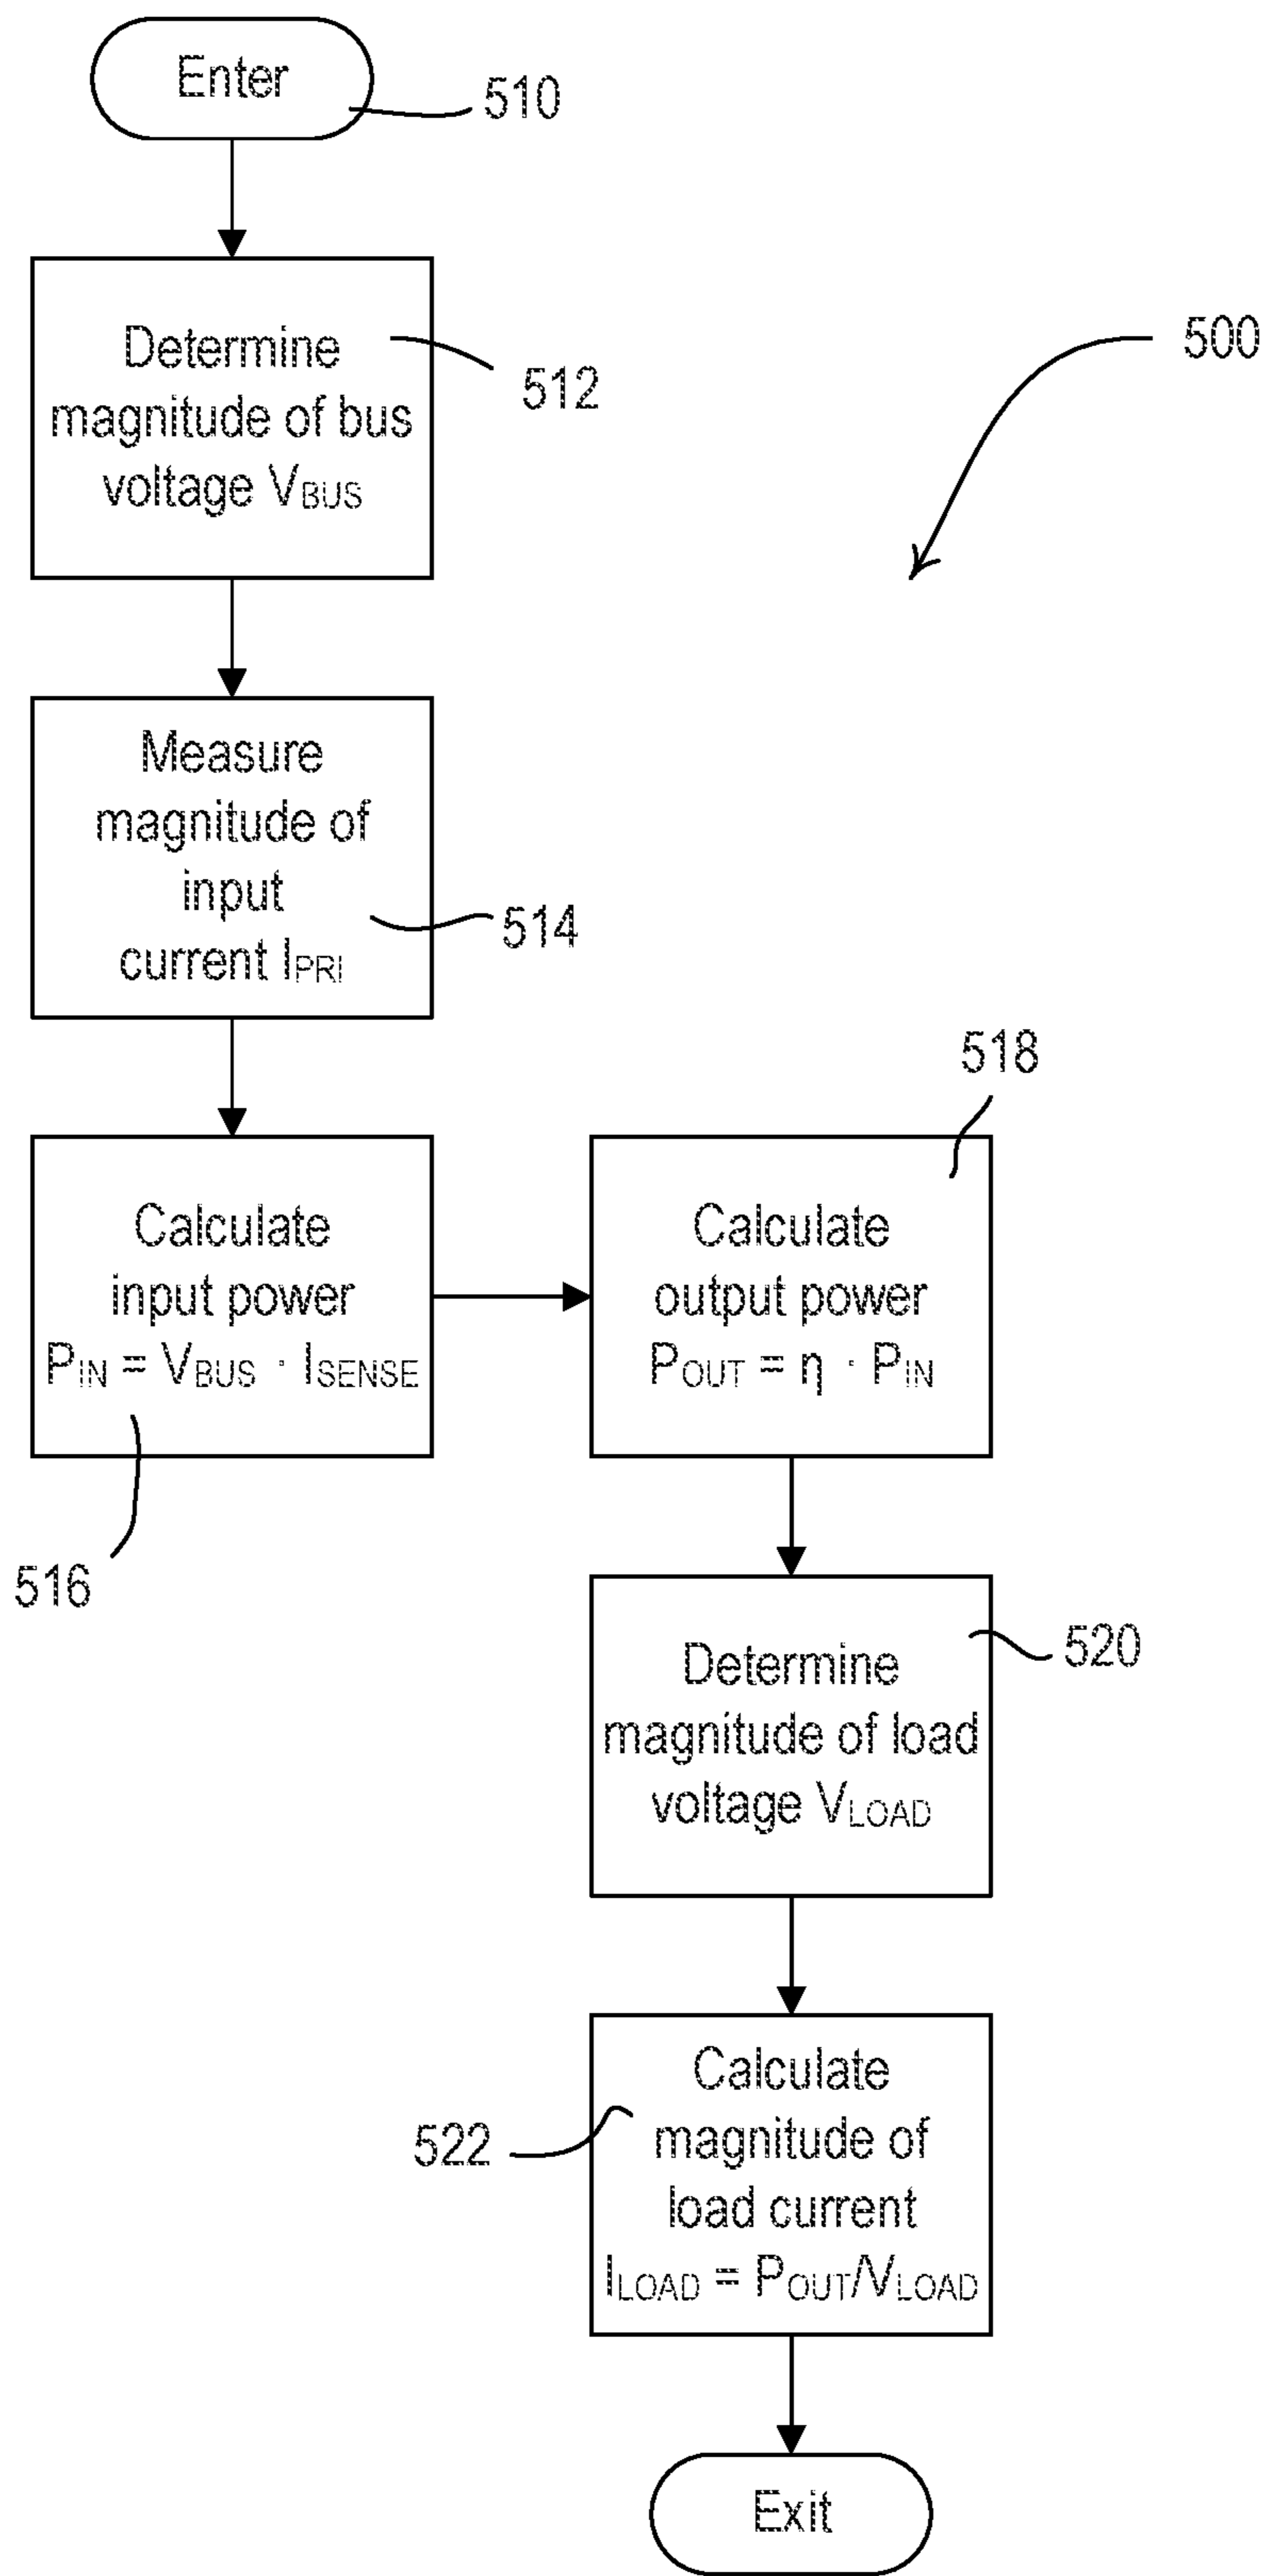 Enter
510
500
Determine
magnitude of bus
voltage VBUS
512
Measure
magnitude of
input
current IPRI
514
Calculate
input power
PIN = VBUS · ISENSE
516
518
Calculate
output power
POUT = η · PIN
Determine
magnitude of load
voltage VLOAD
520
Calculate
magnitude of
load current
ILOAD = POUT/VLOAD
522
Exit